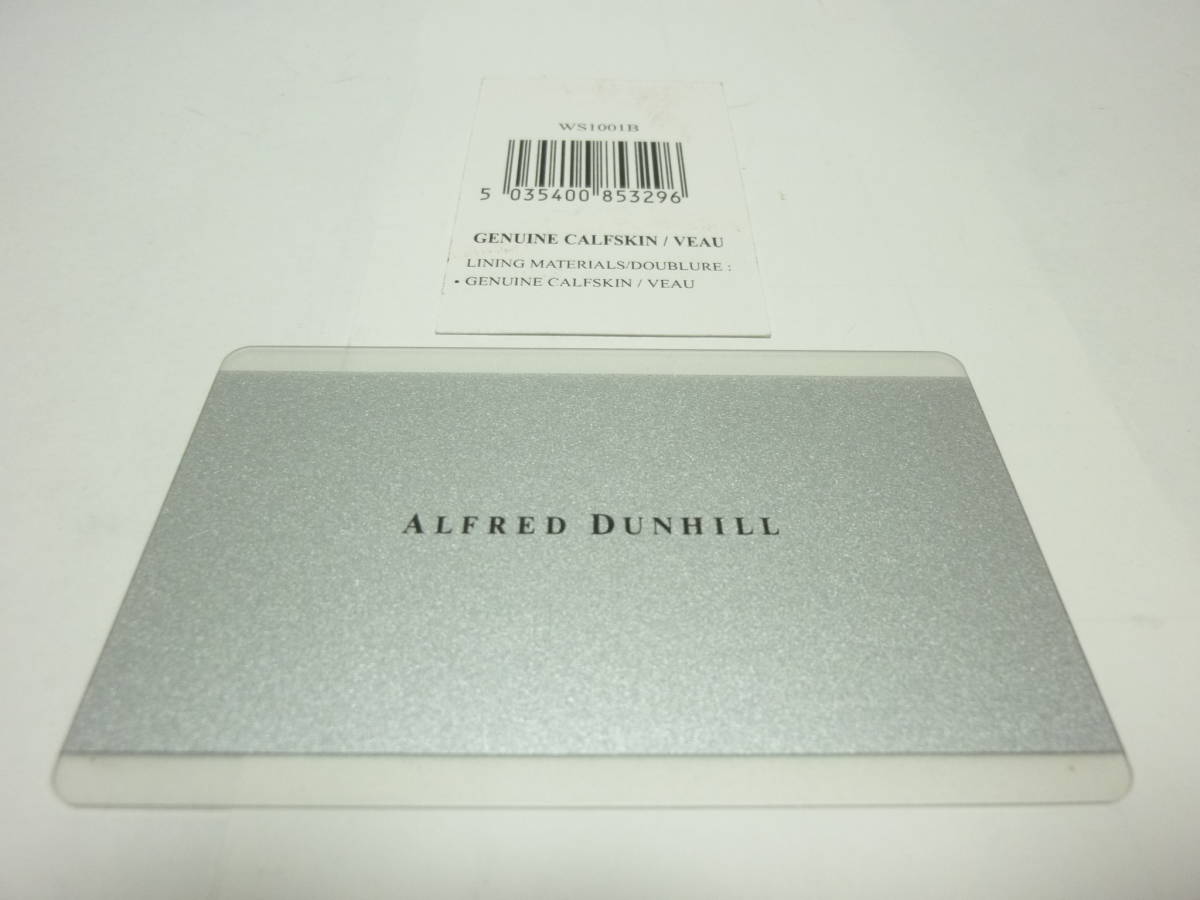 WS1001B
5 035400 853296
GENUINE CALFSKIN / VEAU
LINING MATERIALS/DOUBLURE :
• GENUINE CALFSKIN / VEAU
ALFRED DUNHILL